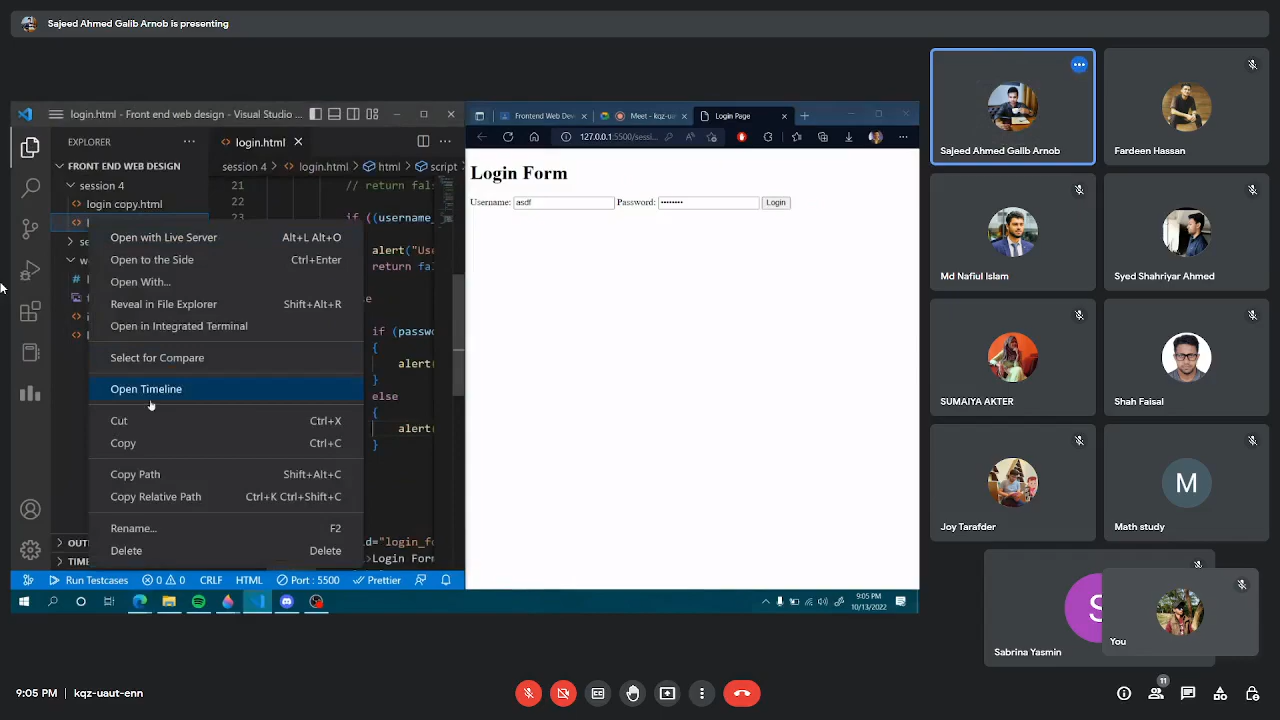 Sajeed Ahmed Galib Arnob is presenting
login.html - Front end web design - Visual Studio ...
EXPLORER
login.html
FRONT END WEB DESIGN
session 4
login copy.html
session 4 > login.html > html > script
21
22
23
// return fals
if ((username_
alert("Use
return fal
if (passw
{
alert(
}
else
{
alert(
}
d="login_fo
>Login For
Open with Live Server Alt+L Alt+O
Open to the Side Ctrl+Enter
Open With...
Reveal in File Explorer Shift+Alt+R
Open in Integrated Terminal
Select for Compare
Open Timeline
Cut Ctrl+X
Copy Ctrl+C
Copy Path Shift+Alt+C
Copy Relative Path Ctrl+K Ctrl+Shift+C
Rename... F2
Delete Delete
OUT
TIM
Run Testcases 0 0 CRLF HTML Port : 5500 Prettier
Frontend Web Dev
Meet - kqz-ua
Login Page
127.0.0.1:5500/sessi...
Login Form
Username: asdf Password: •••••••• Login
9:05 PM
10/13/2022
Sajeed Ahmed Galib Arnob
Fardeen Hassan
Md Nafiul Islam
Syed Shahriyar Ahmed
SUMAIYA AKTER
Shah Faisal
Joy Tarafder
M
Math study
S
Sabrina Yasmin
You
9:05 PM | kqz-uaut-enn
11